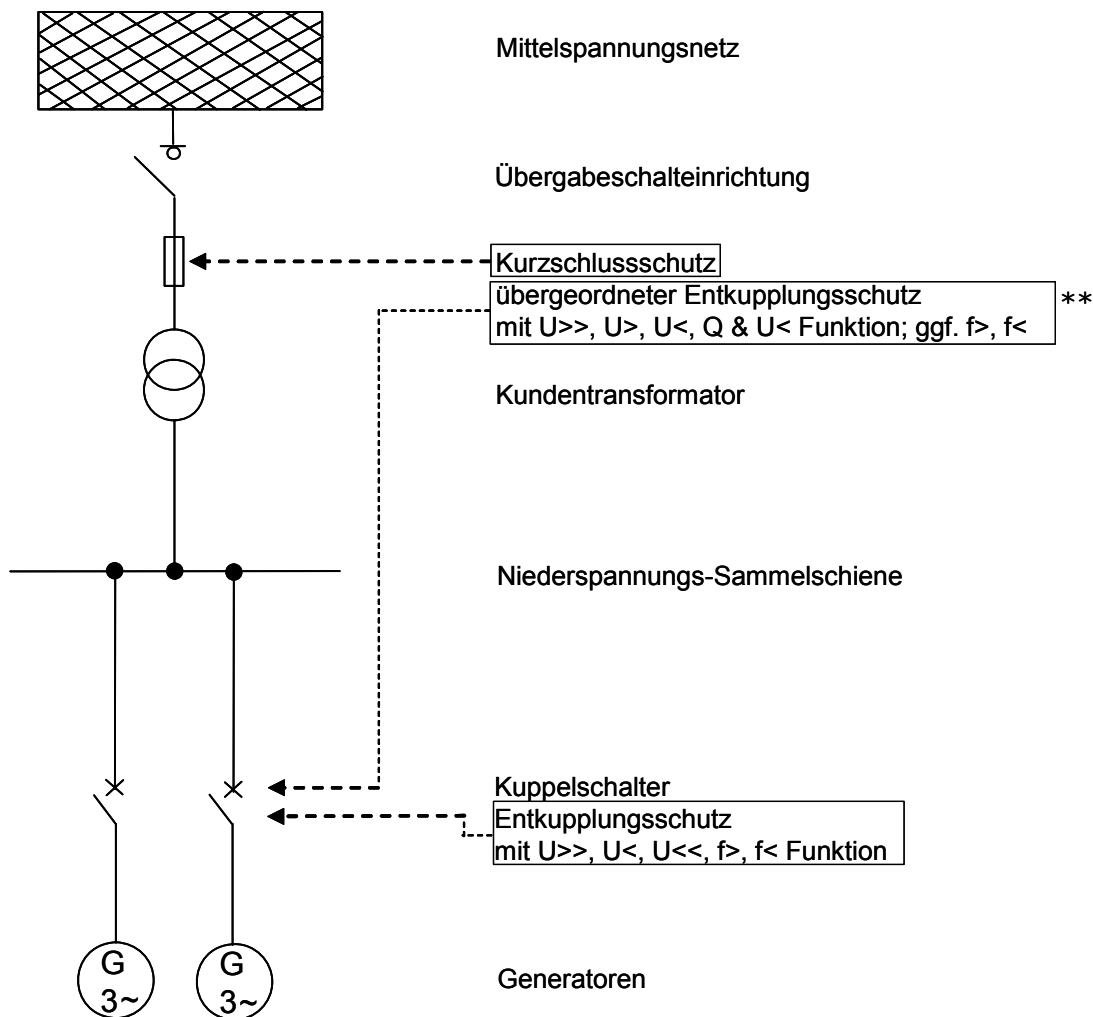 Mittelspannungsnetz
Übergabeschalteinrichtung
Kurzschlussschutz
übergeordneter Entkupplungsschutz **
mit U>>, U>, U<, Q & U< Funktion; ggf. f>, f<
Kundentransformator
Niederspannungs-Sammelschiene
Kuppelschalter
Entkupplungsschutz
mit U>>, U<, U<<, f>, f< Funktion
G G
3~ 3~
Generatoren